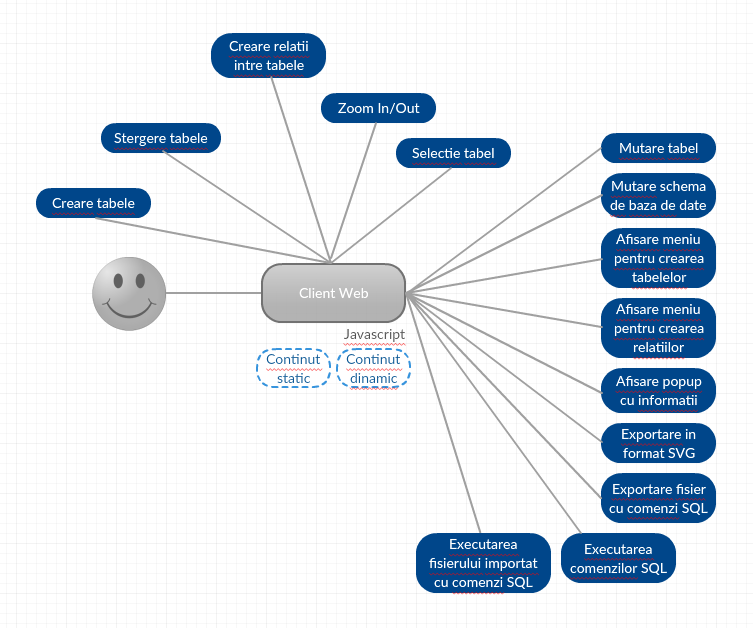 Creare relatii
intre tabele
Zoom In/Out
Stergere tabele
Selectie tabel
Mutare tabel
Creare tabele
Mutare schema
de baza de date
Afisare meniu
pentru crearea
tabelelor
Client Web
Afisare meniu
pentru crearea
relatiilor
Javascript
Continut
static
Continut
dinamic
Afisare popup
cu informatii
Exportare in
format SVG
Exportare fisier
cu comenzi SQL
Executarea
fisierului importat
cu comenzi SQL
Executarea
comenzilor SQL